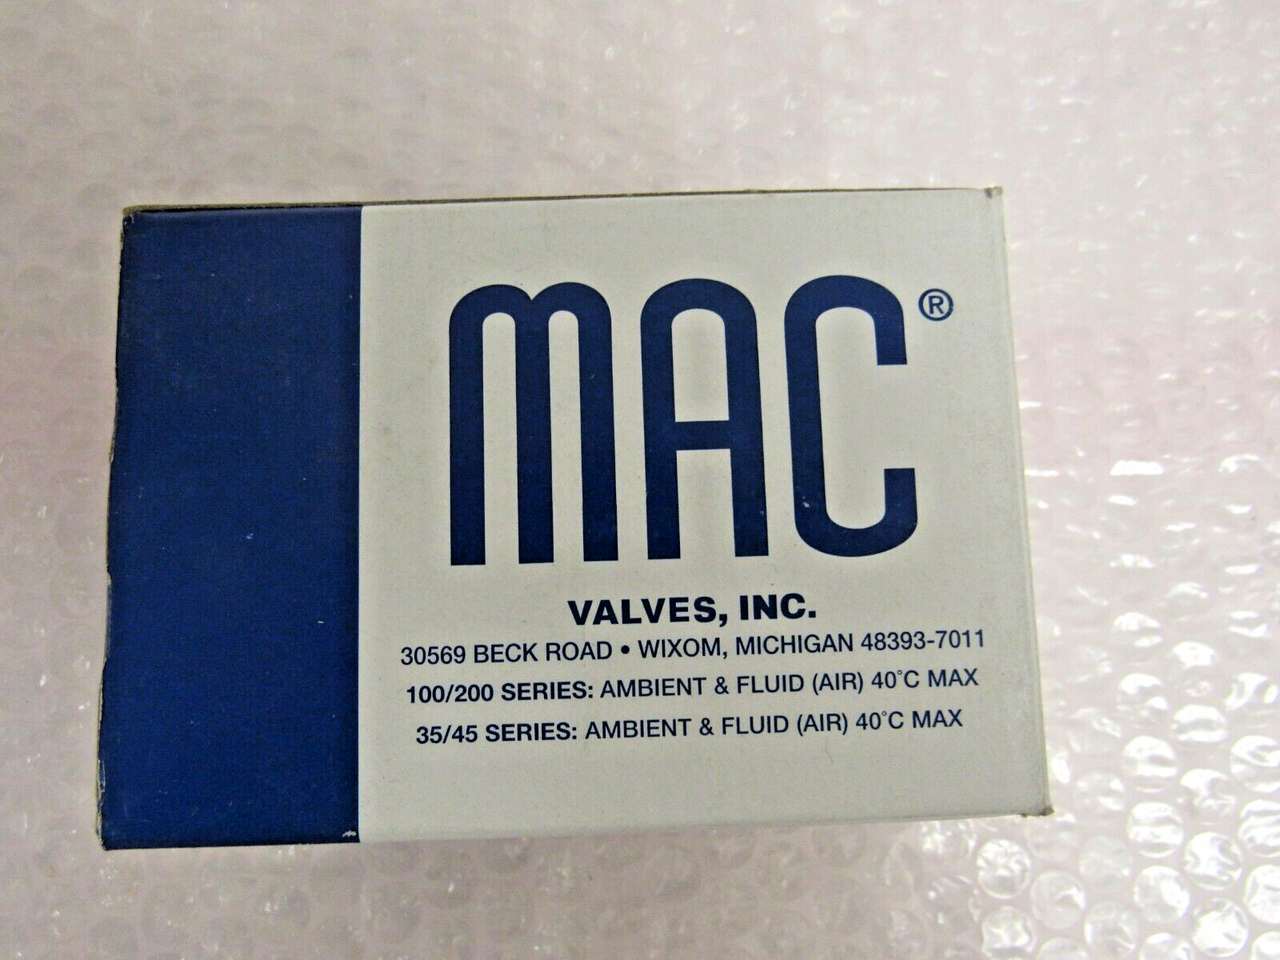 MAC®
VALVES, INC.
30569 BECK ROAD • WIXOM, MICHIGAN 48393-7011
100/200 SERIES: AMBIENT & FLUID (AIR) 40°C MAX
35/45 SERIES: AMBIENT & FLUID (AIR) 40°C MAX